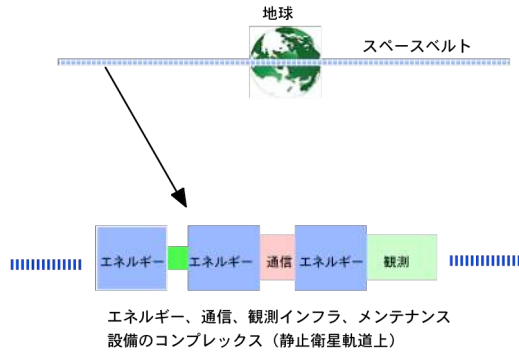 地球
スペースベルト
エネルギー エネルギー 通信 エネルギー 観測
エネルギー、通信、観測インフラ、メンテナンス
設備のコンプレックス（静止衛星軌道上）